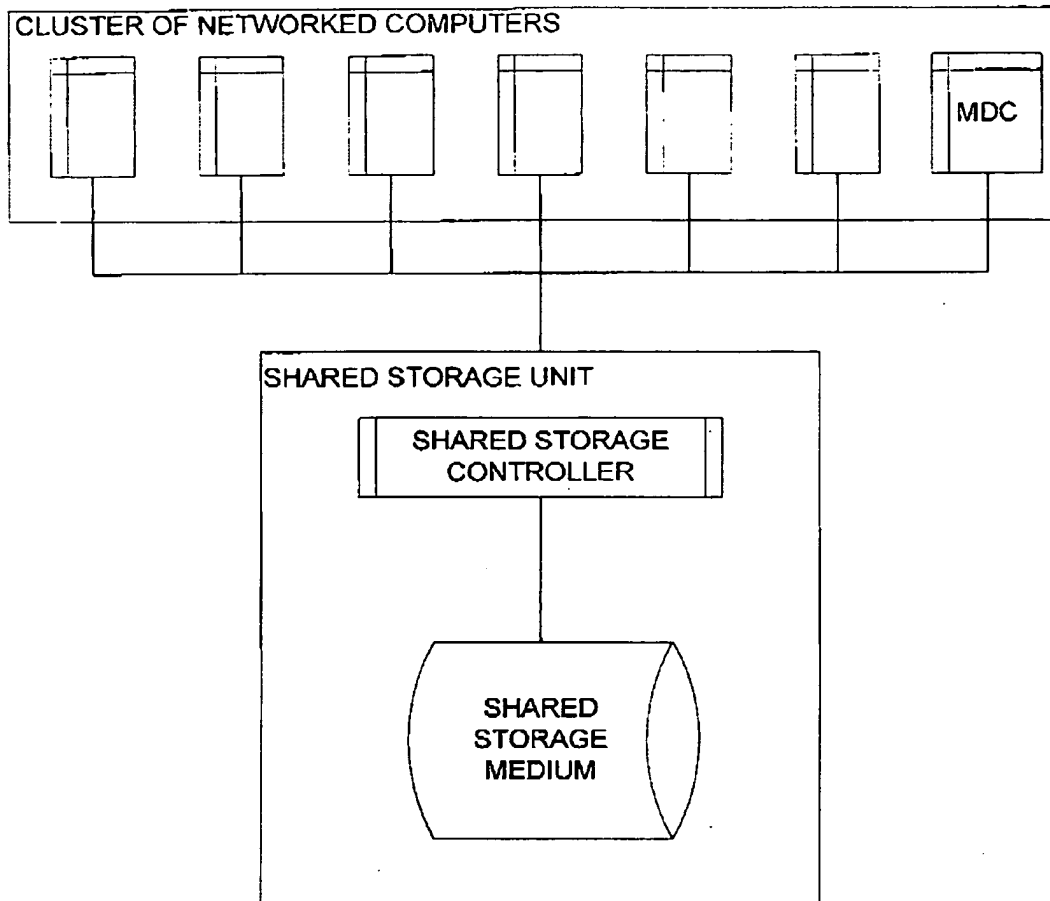 CLUSTER OF NETWORKED COMPUTERS
MDC
SHARED STORAGE UNIT
SHARED STORAGE
CONTROLLER
SHARED
STORAGE
MEDIUM